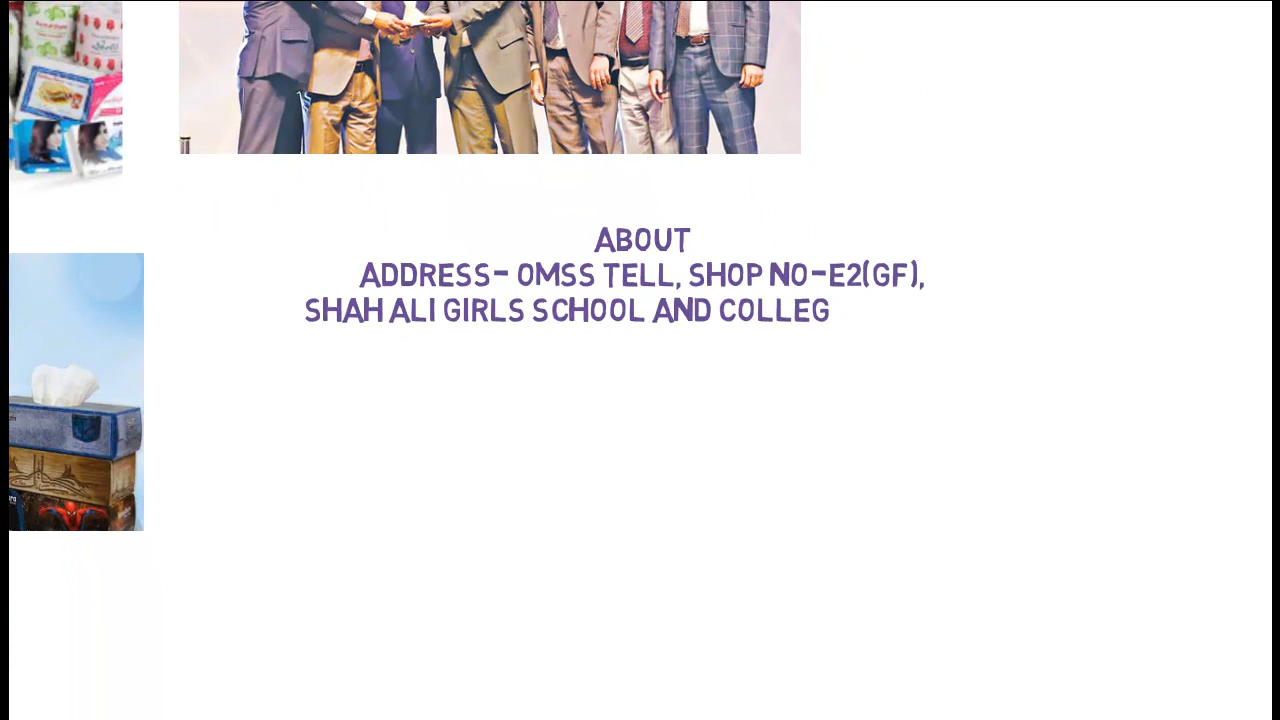 ABOUT
ADDRESS- OMSS TELL, SHOP NO-E2(GF),
SHAH ALI GIRLS SCHOOL AND COLLEG